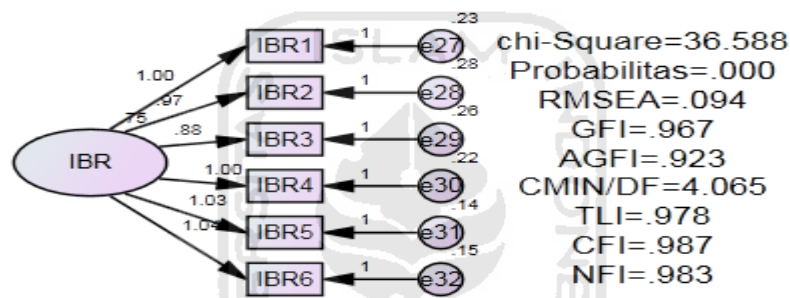 .23
IBR1 1 e27
1.00
.28
IBR2 1 e28
.97
.75
.26
IBR3 1 e29
.88
IBR
.22
IBR4 1 e30
1.00
.14
IBR5 1 e31
1.03
.15
IBR6 1 e32
1.04
chi-Square=36.588
Probabilitas=.000
RMSEA=.094
GFI=.967
AGFI=.923
CMIN/DF=4.065
TLI=.978
CFI=.987
NFI=.983
ISLAM